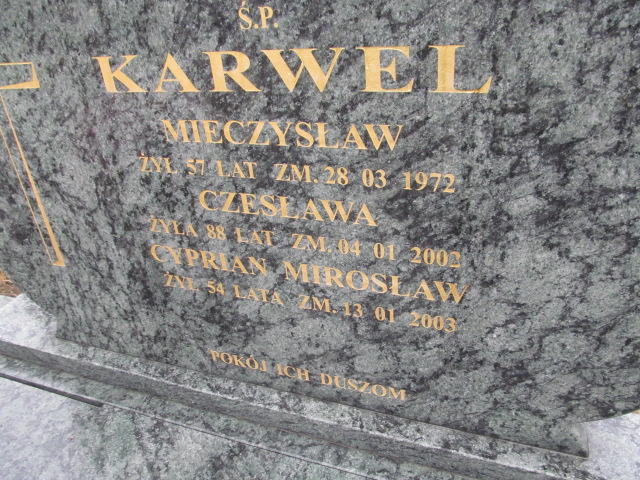 Ś.P.
KARWEL
MIECZYSŁAW
ŻYŁ 57 LAT ZM. 28 03 1972
CZESŁAWA
ŻYŁA 88 LAT ZM. 04 01 2002
CYPRIAN MIROSŁAW
ŻYŁ 54 LATA ZM. 13 01 2003
POKÓJ ICH DUSZOM